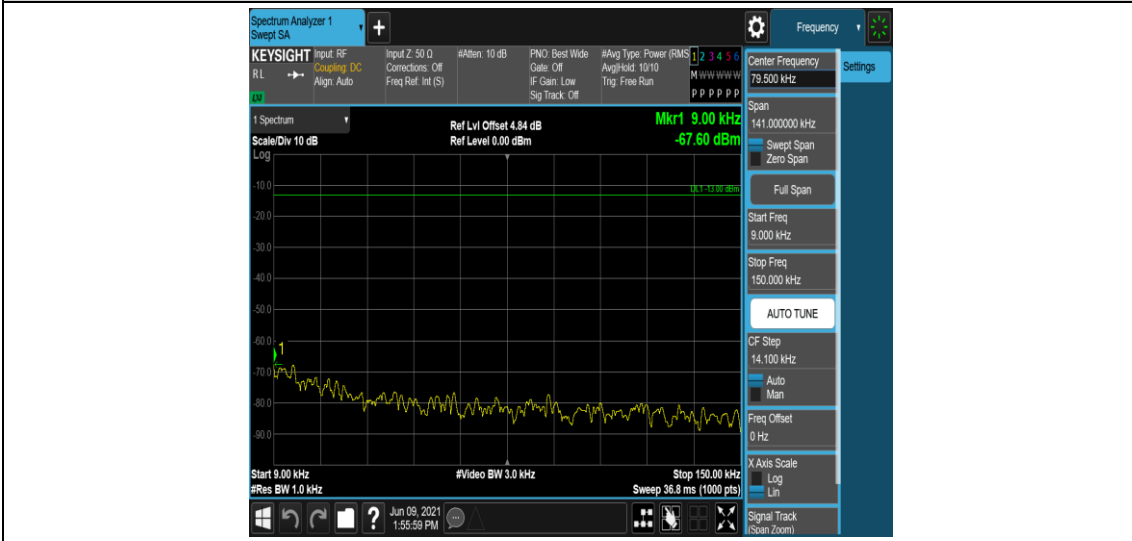 Spectrum Analyzer 1
Swept SA
+
Frequency
KEYSIGHT
RL
Input: RF
Coupling: DC
Align: Auto
Input Z: 50 Ω
Corrections: Off
Freq Ref: Int (S)
#Atten: 10 dB
PNO: Best Wide
Gate: Off
IF Gain: Low
Sig Track: Off
#Avg Type: Power (RMS
Avg|Hold: 10/10
Trig: Free Run
1 2 3 4 5 6
M W W W W W
P P P P P P
1 Spectrum
Scale/Div 10 dB
Log
Ref Lvl Offset 4.84 dB
Ref Level 0.00 dBm
Mkr1 9.00 kHz
-67.60 dBm
DL1 -13.00 dBm
-10.0
-20.0
-30.0
-40.0
-50.0
-60.0
-70.0
-80.0
-90.0
1
Start 9.00 kHz
#Res BW 1.0 kHz
#Video BW 3.0 kHz
Stop 150.00 kHz
Sweep 36.8 ms (1000 pts)
Center Frequency
79.500 kHz
Settings
Span
141.000000 kHz
Swept Span
Zero Span
Full Span
Start Freq
9.000 kHz
Stop Freq
150.000 kHz
AUTO TUNE
CF Step
14.100 kHz
Auto
Man
Freq Offset
0 Hz
X Axis Scale
Log
Lin
Signal Track
(Span Zoom)
?
Jun 09, 2021
1:55:59 PM